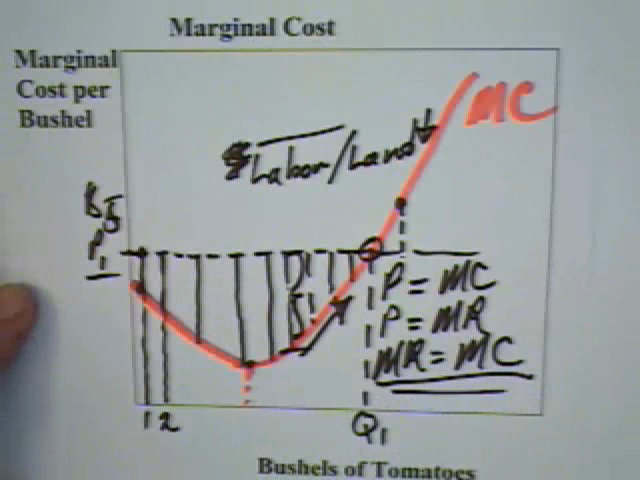 Marginal Cost
Marginal
Cost per
Bushel
MC
$ Labor/Land
P1
P = MC
P = MR
MR = MC
1 2
Q1
Bushels of Tomatoes